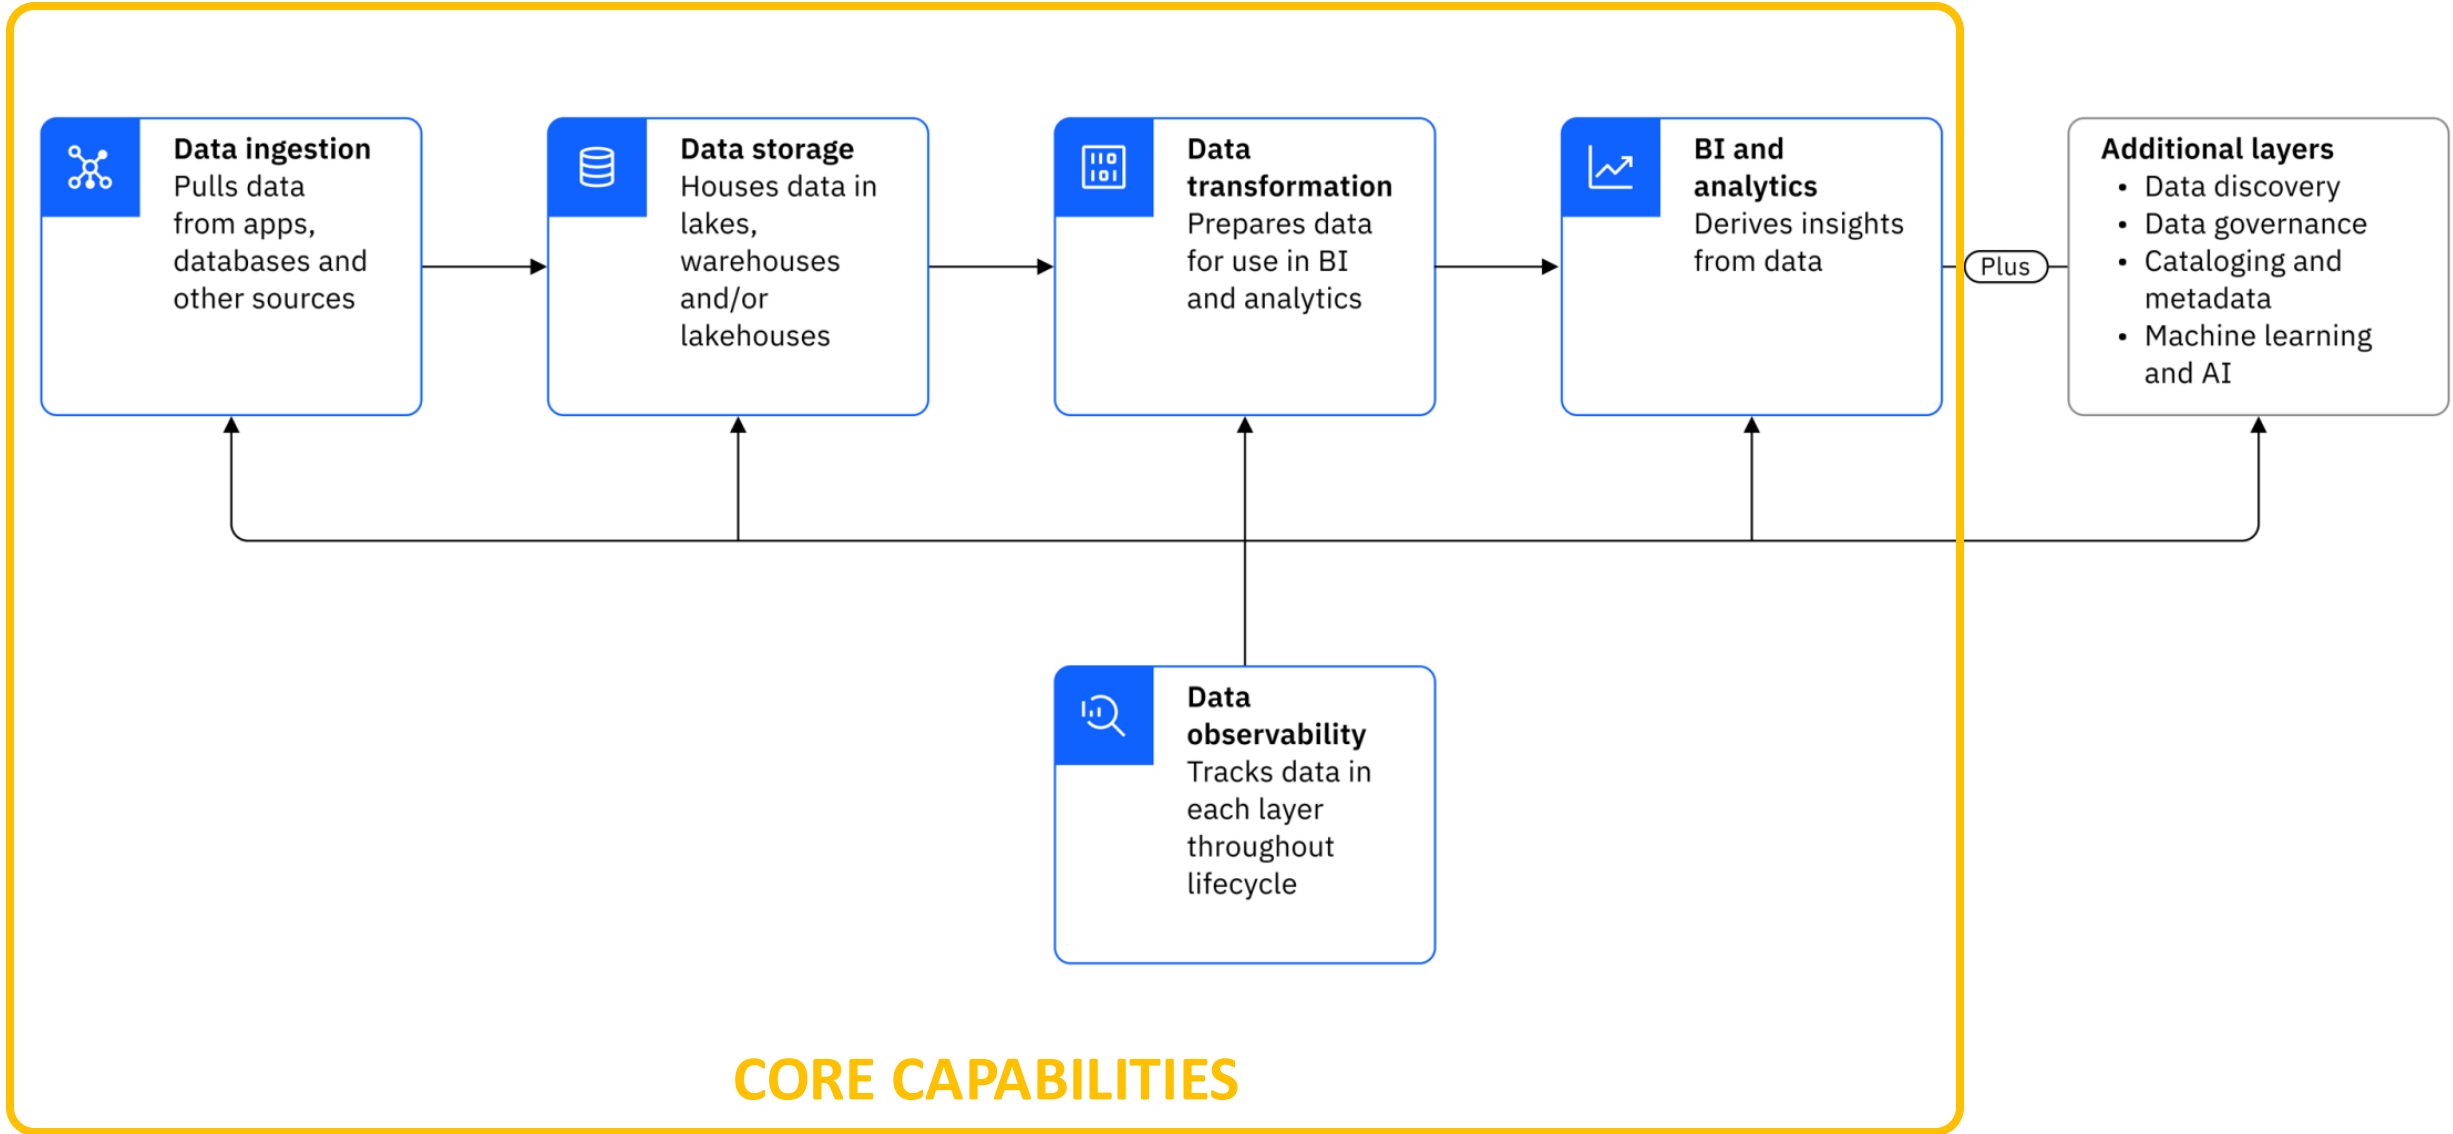 Data ingestion
Pulls data
from apps,
databases and
other sources
Data storage
Houses data in
lakes,
warehouses
and/or
lakehouses
Data
transformation
Prepares data
for use in BI
and analytics
BI and
analytics
Derives insights
from data
Plus
Additional layers
• Data discovery
• Data governance
• Cataloging and
metadata
• Machine learning
and AI
Data
observability
Tracks data in
each layer
throughout
lifecycle
CORE CAPABILITIES